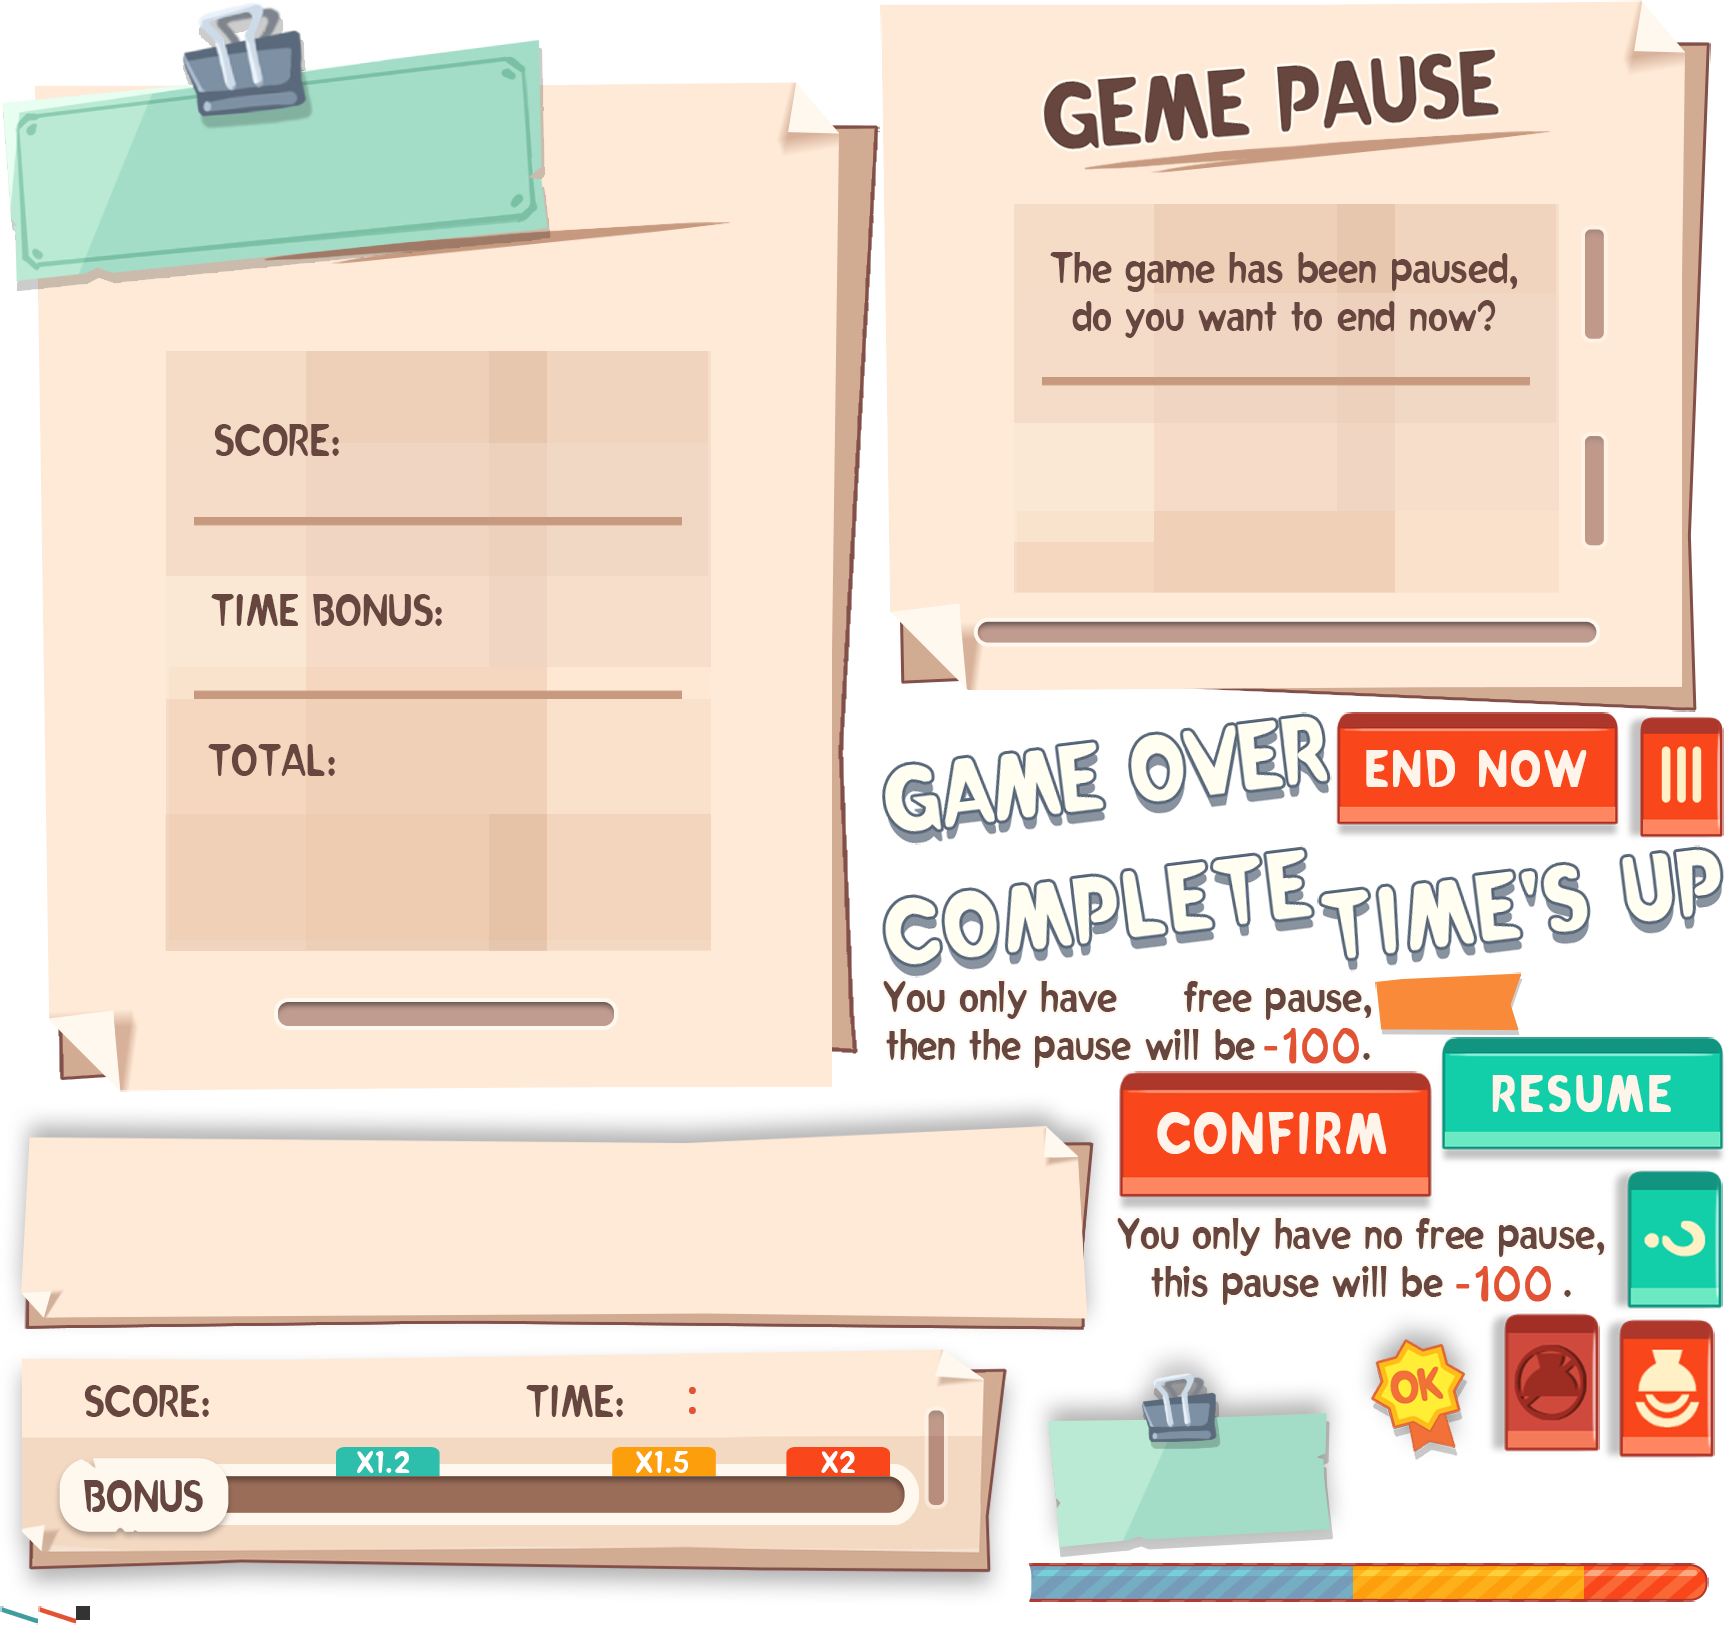 GEME PAUSE
The game has been paused,
do you want to end now?
SCORE:
TIME BONUS:
TOTAL:
GAME OVER
END NOW
COMPLETE
TIME'S UP
You only have free pause,
then the pause will be -100.
RESUME
CONFIRM
You only have no free pause,
this pause will be -100 .
?
OK
SCORE:
TIME: :
X1.2
X1.5
X2
BONUS